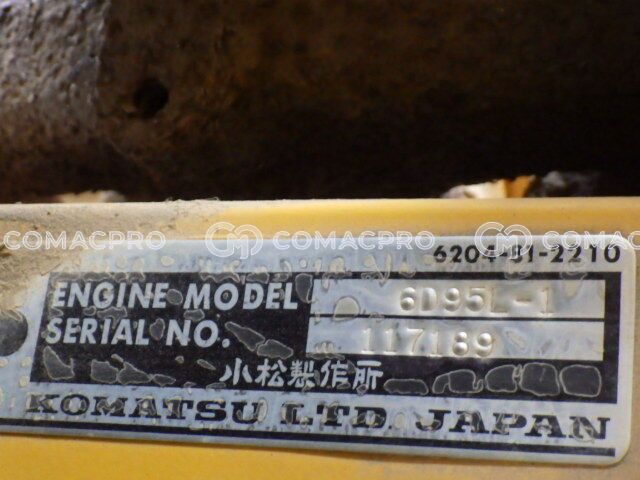 COMACPRO COMACPRO COMACPRO
6204-81-2210
ENGINE MODEL 6D95L-1
SERIAL NO. 117189
小松製作所
KOMATSU LTD. JAPAN